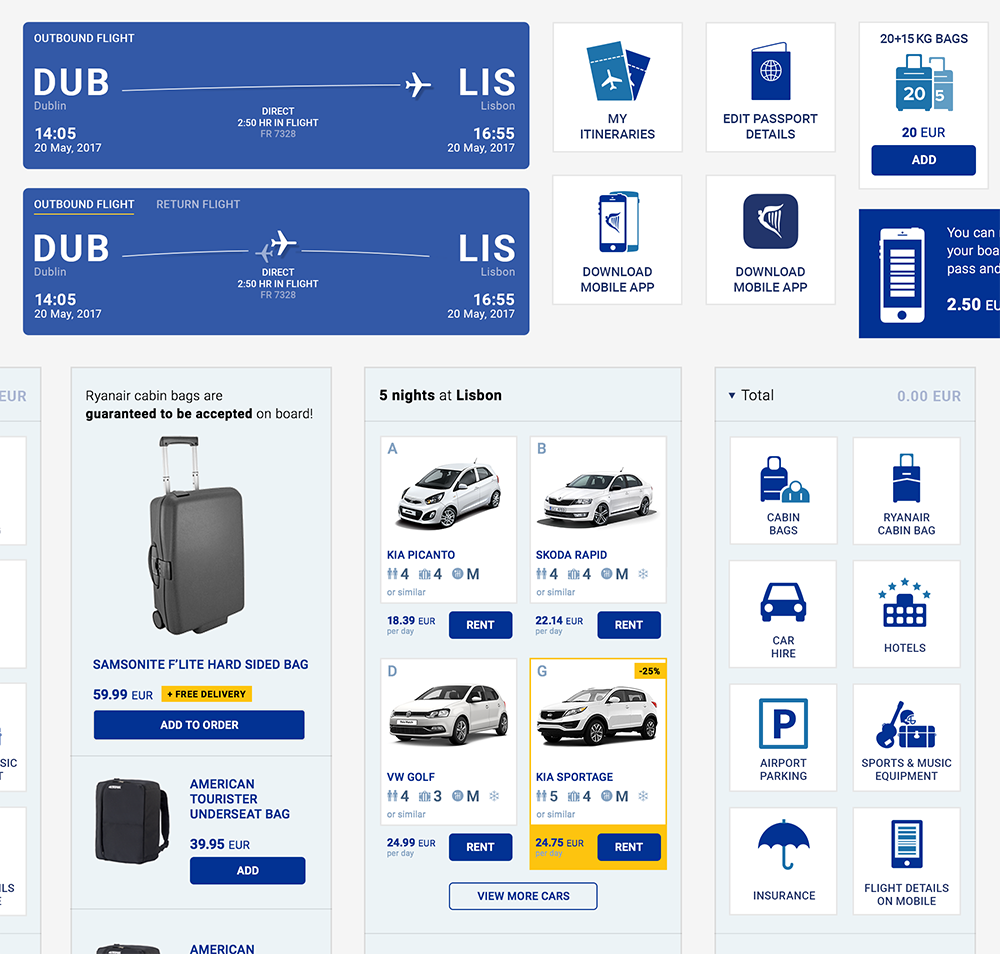 OUTBOUND FLIGHT
DUB
LIS
Dublin
Lisbon
DIRECT
2:50 HR IN FLIGHT
FR 7328
14:05
16:55
20 May, 2017
20 May, 2017
OUTBOUND FLIGHT
RETURN FLIGHT
DUB
LIS
Dublin
Lisbon
DIRECT
2:50 HR IN FLIGHT
FR 7328
14:05
16:55
20 May, 2017
20 May, 2017
MY
ITINERARIES
EDIT PASSPORT
DETAILS
DOWNLOAD
MOBILE APP
DOWNLOAD
MOBILE APP
20+15 KG BAGS
20
5
20 EUR
ADD
You can
your boa
pass and
2.50 EU
EUR
SIC
T
LS
E
Ryanair cabin bags are
guaranteed to be accepted on board!
SAMSONITE F'LITE HARD SIDED BAG
59.99 EUR
+ FREE DELIVERY
ADD TO ORDER
AMERICAN
TOURISTER
UNDERSEAT BAG
39.95 EUR
ADD
AMERICAN
5 nights at Lisbon
A
KIA PICANTO
4 4 M
or similar
18.39 EUR
per day
RENT
B
SKODA RAPID
4 4 M
or similar
22.14 EUR
per day
RENT
D
VW GOLF
4 3 M
or similar
24.99 EUR
per day
RENT
G
-25%
KIA SPORTAGE
5 4 M
or similar
24.75 EUR
per day
RENT
VIEW MORE CARS
Total
0.00 EUR
CABIN
BAGS
RYANAIR
CABIN BAG
CAR
HIRE
HOTELS
P
AIRPORT
PARKING
SPORTS & MUSIC
EQUIPMENT
INSURANCE
FLIGHT DETAILS
ON MOBILE